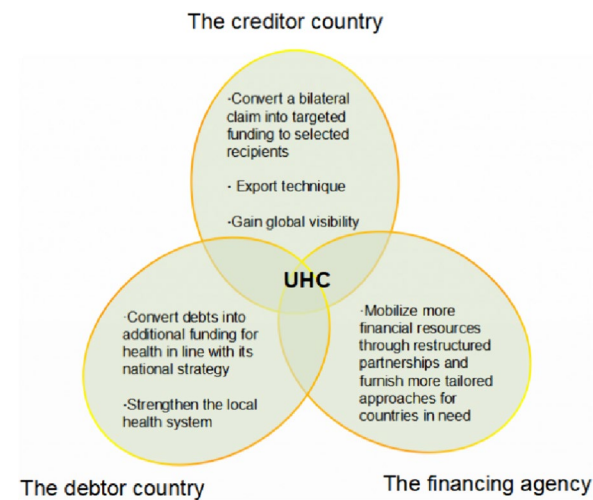 The creditor country
·Convert a bilateral
claim into targeted
funding to selected
recipients
· Export technique
·Gain global visibility
UHC
·Convert debts into
additional funding for
health in line with its
national strategy
·Strengthen the local
health system
·Mobilize more
financial resources
through restructured
partnerships and
furnish more tailored
approaches for
countries in need
The debtor country
The financing agency